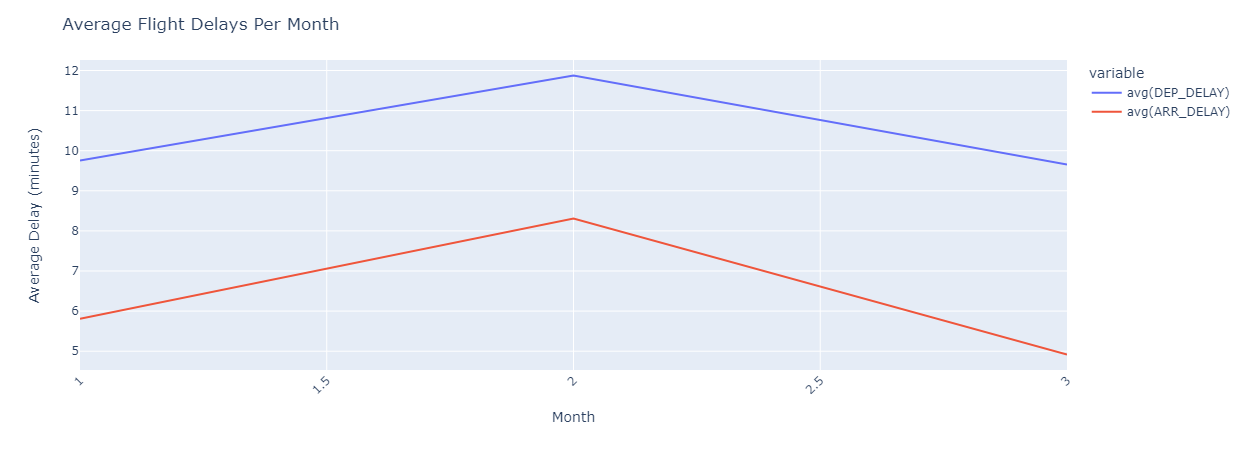 Average Flight Delays Per Month
variable
avg(DEP_DELAY)
avg(ARR_DELAY)
Average Delay (minutes)
12
11
10
9
8
7
6
5
1
1.5
2
2.5
3
Month